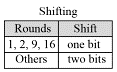 Shifting
Rounds Shift
1, 2, 9, 16 one bit
Others two bits